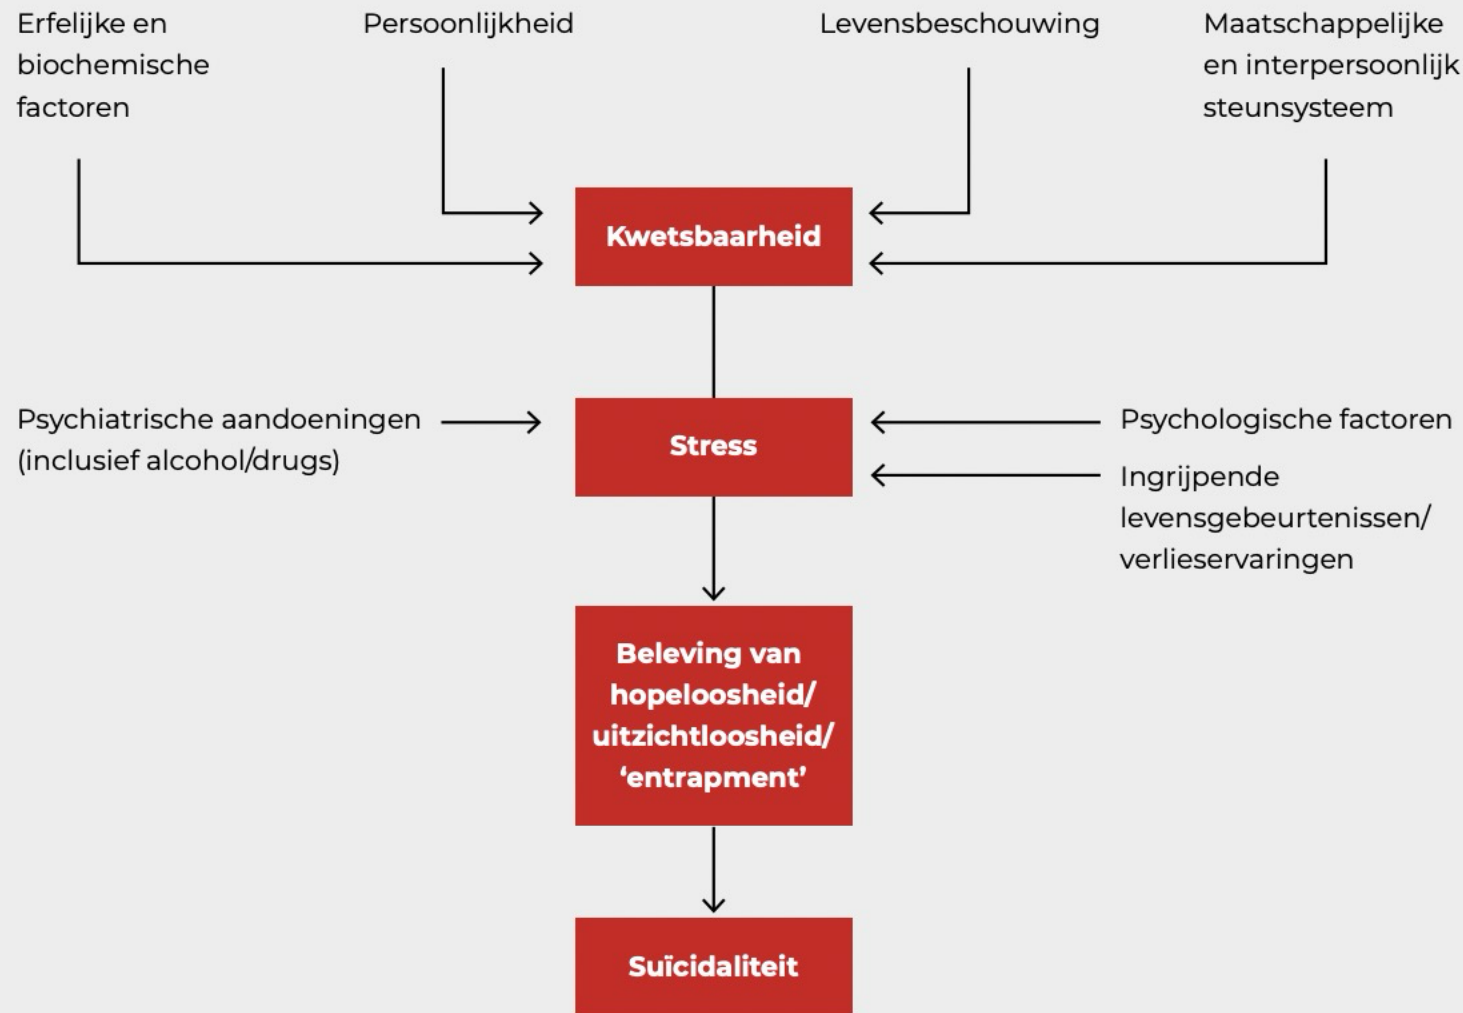 Erfelijke en
biochemische
factoren
Persoonlijkheid
Levensbeschouwing
Maatschappelijke
en interpersoonlijk
steunsysteem
Kwetsbaarheid
Psychiatrische aandoeningen
(inclusief alcohol/drugs)
Stress
Psychologische factoren
Ingrijpende
levensgebeurtenissen/
verlieservaringen
Beleving van
hopeloosheid/
uitzichtloosheid/
‘entrapment’
Suïcidaliteit